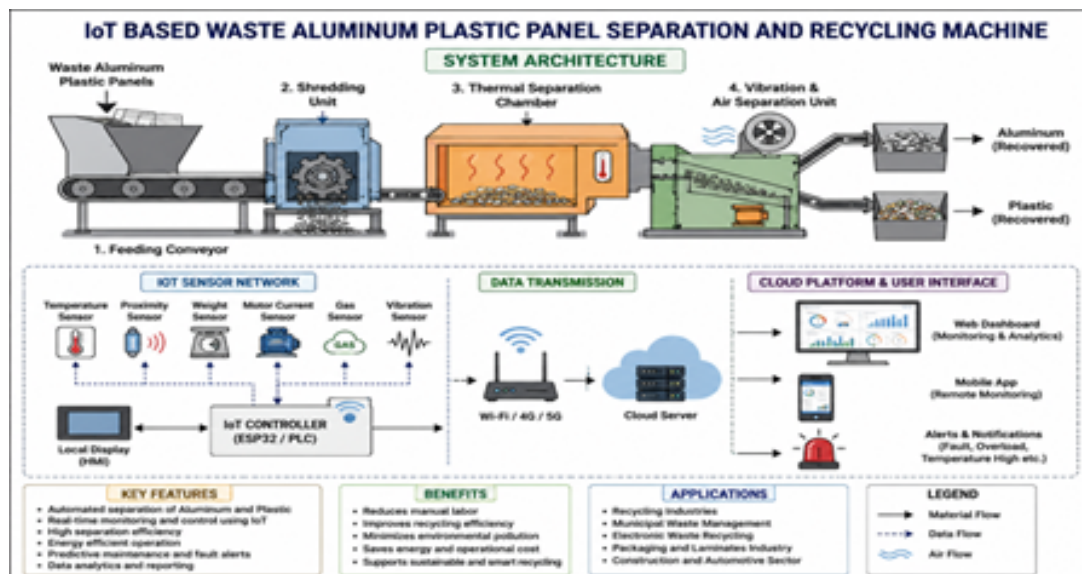 IoT BASED WASTE ALUMINUM PLASTIC PANEL SEPARATION AND RECYCLING MACHINE
SYSTEM ARCHITECTURE
Waste Aluminum
Plastic Panels
2. Shredding
Unit
3. Thermal Separation
Chamber
4. Vibration &
Air Separation Unit
Aluminum
(Recovered)
Plastic
(Recovered)
1. Feeding Conveyor
IOT SENSOR NETWORK
Temperature
Sensor
Proximity
Sensor
Weight
Sensor
Motor Current
Sensor
Gas
Sensor
Vibration
Sensor
GAS
Local Display
(HMI)
IoT CONTROLLER
(ESP32 / PLC)
DATA TRANSMISSION
Wi-Fi / 4G / 5G
Cloud Server
CLOUD PLATFORM & USER INTERFACE
Web Dashboard
(Monitoring & Analytics)
Mobile App
(Remote Monitoring)
Alerts & Notifications
(Fault, Overload,
Temperature High etc.)
KEY FEATURES
• Automated separation of Aluminum and Plastic
• Real-time monitoring and control using IoT
• High separation efficiency
• Energy efficient operation
• Predictive maintenance and fault alerts
• Data analytics and reporting
BENEFITS
• Reduces manual labor
• Improves recycling efficiency
• Minimizes environmental pollution
• Saves energy and operational cost
• Supports sustainable and smart recycling
APPLICATIONS
• Recycling Industries
• Municipal Waste Management
• Electronic Waste Recycling
• Packaging and Laminates Industry
• Construction and Automotive Sector
LEGEND
Material Flow
Data Flow
Air Flow